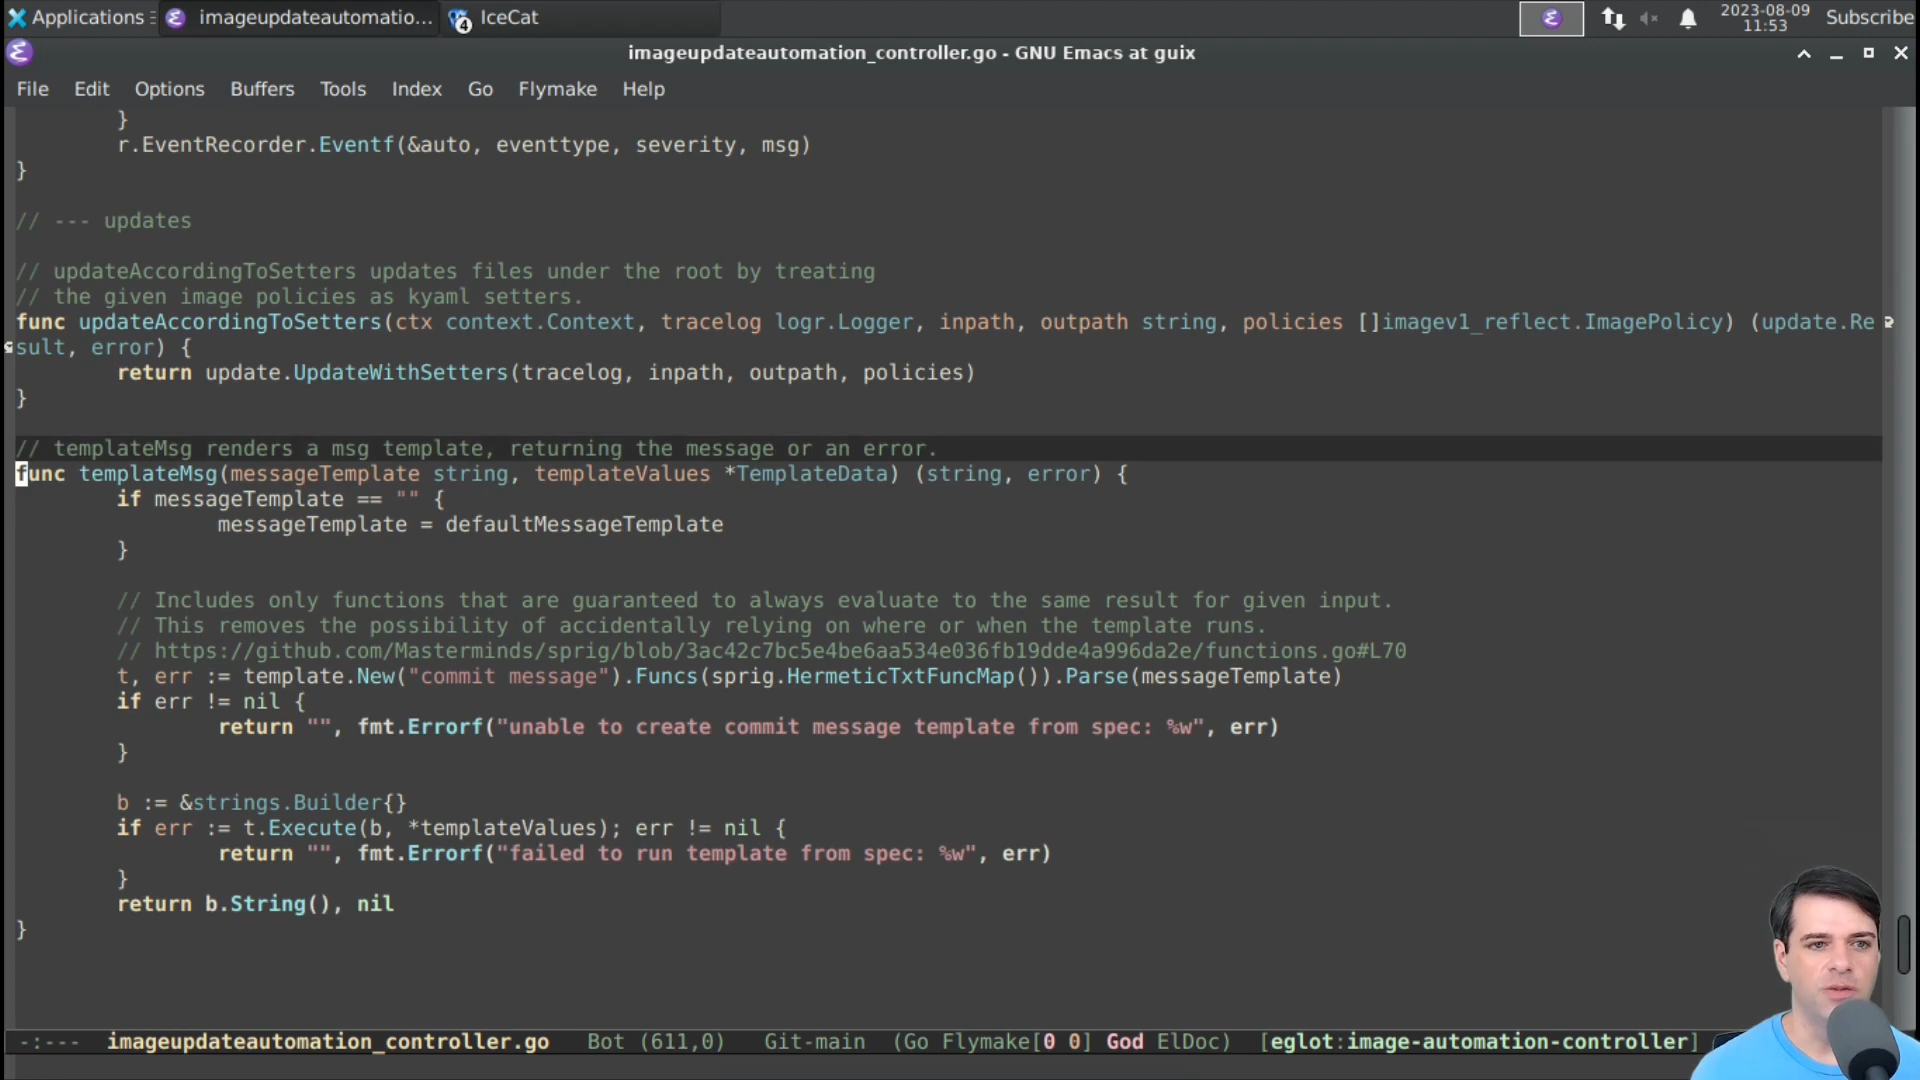 Applications
imageupdateautomatio...
4
IceCat
2023-08-09
11:53
Subscribe
imageupdateautomation_controller.go - GNU Emacs at guix
File Edit Options Buffers Tools Index Go Flymake Help
}
r.EventRecorder.Eventf(&auto, eventtype, severity, msg)
}
// --- updates
// updateAccordingToSetters updates files under the root by treating
// the given image policies as kyaml setters.
func updateAccordingToSetters(ctx context.Context, tracelog logr.Logger, inpath, outpath string, policies []imagev1_reflect.ImagePolicy) (update.Re
sult, error) {
return update.UpdateWithSetters(tracelog, inpath, outpath, policies)
}
// templateMsg renders a msg template, returning the message or an error.
func templateMsg(messageTemplate string, templateValues *TemplateData) (string, error) {
if messageTemplate == "" {
messageTemplate = defaultMessageTemplate
}
// Includes only functions that are guaranteed to always evaluate to the same result for given input.
// This removes the possibility of accidentally relying on where or when the template runs.
// https://github.com/Masterminds/sprig/blob/3ac42c7bc5e4be6aa534e036fb19dde4a996da2e/functions.go#L70
t, err := template.New("commit message").Funcs(sprig.HermeticTxtFuncMap()).Parse(messageTemplate)
if err != nil {
return "", fmt.Errorf("unable to create commit message template from spec: %w", err)
}
b := &strings.Builder{}
if err := t.Execute(b, *templateValues); err != nil {
return "", fmt.Errorf("failed to run template from spec: %w", err)
}
return b.String(), nil
}
-:--- imageupdateautomation_controller.go Bot (611,0) Git-main (Go Flymake[0 0] God ElDoc) [eglot:image-automation-controller]